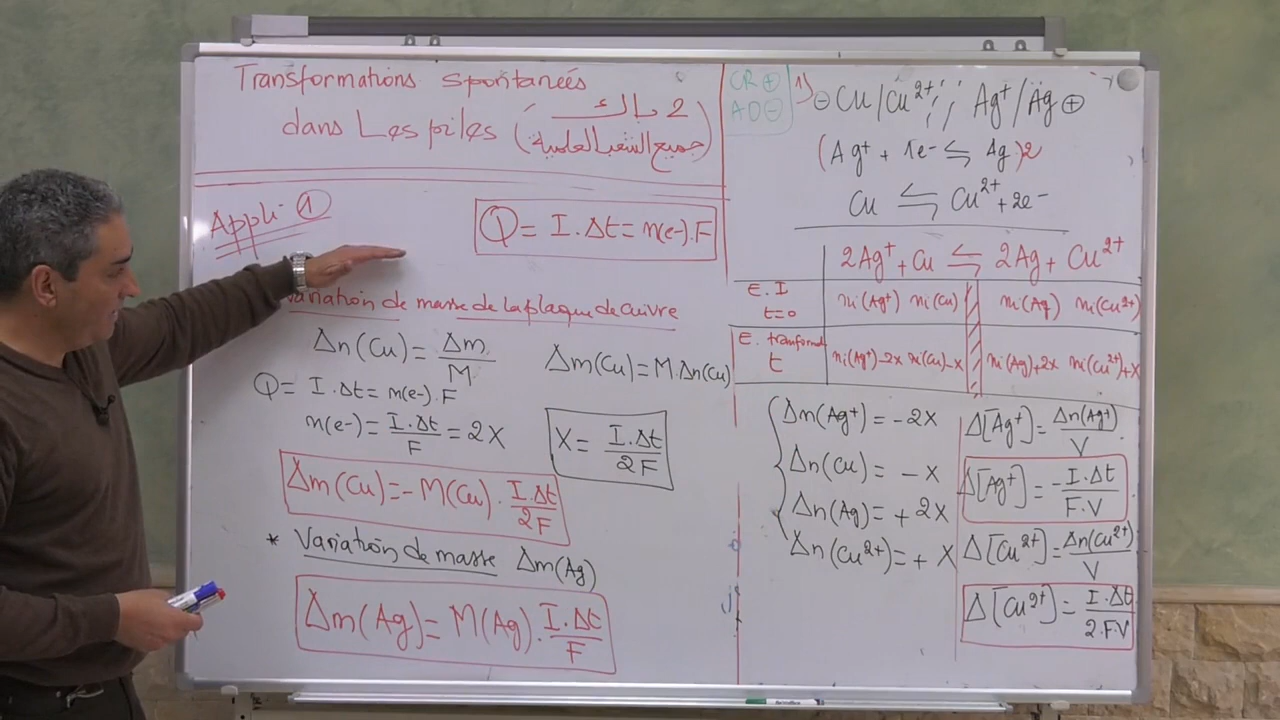 Transformations spontanées
dans Les piles (2 باك
جميع الشعب العلمية)
Appli- ①
Q = I.Δt = n(e-).F
Variation de masse de la plaque de cuivre
Δn(Cu) = Δm/M
Δm(Cu) = M.Δn(Cu)
Q = I.Δt = n(e-).F
n(e-) = I.Δt/F = 2x
x = I.Δt/2F
Δm(Cu) = -M(Cu).I.Δt/2F
* Variation de masse Δm(Ag)
Δm(Ag) = M(Ag).I.Δt/F
CR ⊕
AO ⊖
1) ⊖ Cu/Cu²⁺ // Ag⁺/Ag ⊕
(Ag⁺ + 1e⁻ ⇆ Ag)2
Cu ⇆ Cu²⁺ + 2e⁻
2Ag⁺ + Cu ⇆ 2Ag + Cu²⁺
E.I t=0 ni(Ag⁺) ni(Cu) ni(Ag) ni(Cu²⁺)
E. transformat t ni(Ag⁺)-2x ni(Cu)-x ni(Ag)+2x ni(Cu²⁺)+x
Δn(Ag⁺) = -2x
Δn(Cu) = -x
Δn(Ag) = +2x
Δn(Cu²⁺) = +x
Δ[Ag⁺] = Δn(Ag⁺)/V
Δ[Ag⁺] = -I.Δt/F.V
Δ[Cu²⁺] = Δn(Cu²⁺)/V
Δ[Cu²⁺] = I.Δt/2.F.V